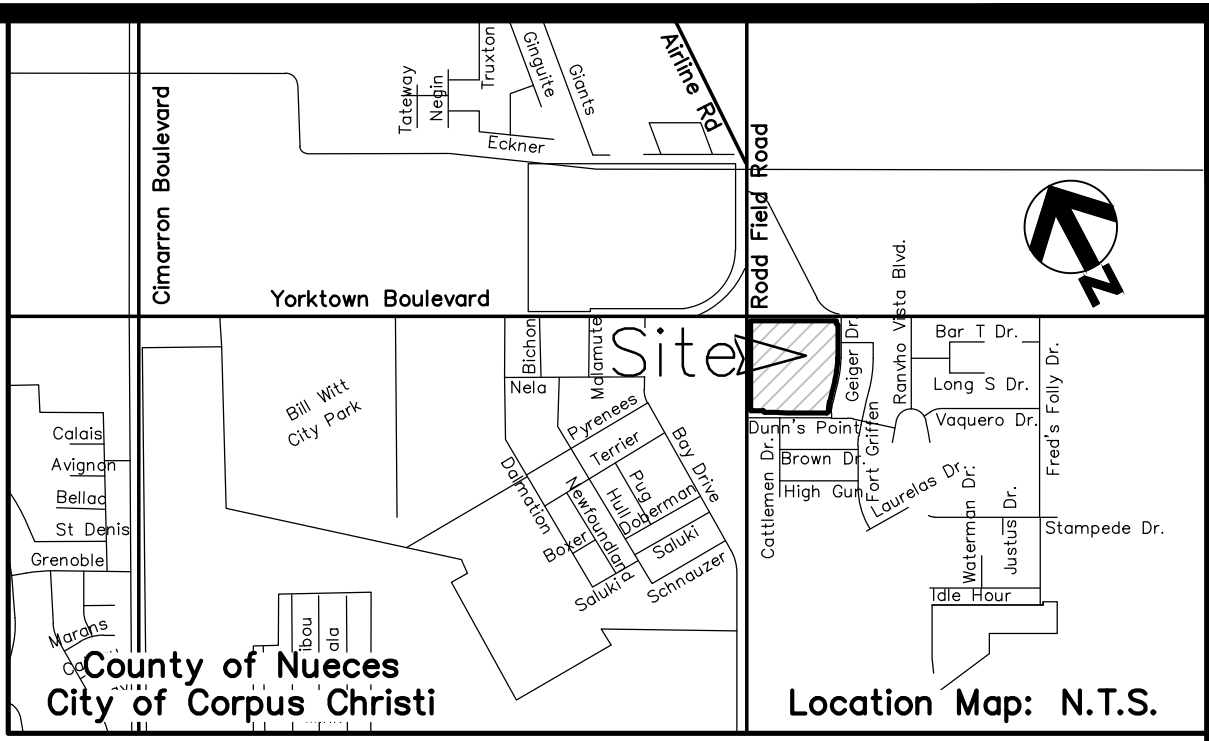 Tateway
Negin
Truxton
Ginguite
Giants
Eckner
Airline Rd
Cimarron Boulevard
Rodd Field Road
Yorktown Boulevard
N
Site
Bichon
Malamute
Nela
Bill Witt
City Park
Pyrenees
Terrier
Bay Drive
Dalmation
Newfoundland
Hull
Pug
Doberman
Boxer
Saluki
Saluki
Schnauzer
Geiger Dr.
Ranvho Vista Blvd.
Bar T Dr.
Long S Dr.
Vaquero Dr.
Fred's Folly Dr.
Dunn's Point
Brown Dr.
High Gun
Cattlemen Dr.
Fort Griffen
Laurelas Dr.
Waterman Dr.
Justus Dr.
Stampede Dr.
Idle Hour
Calais
Avignon
Bellac
St Denis
Grenoble
Marans
ibou
ala
County of Nueces
City of Corpus Christi
Location Map: N.T.S.